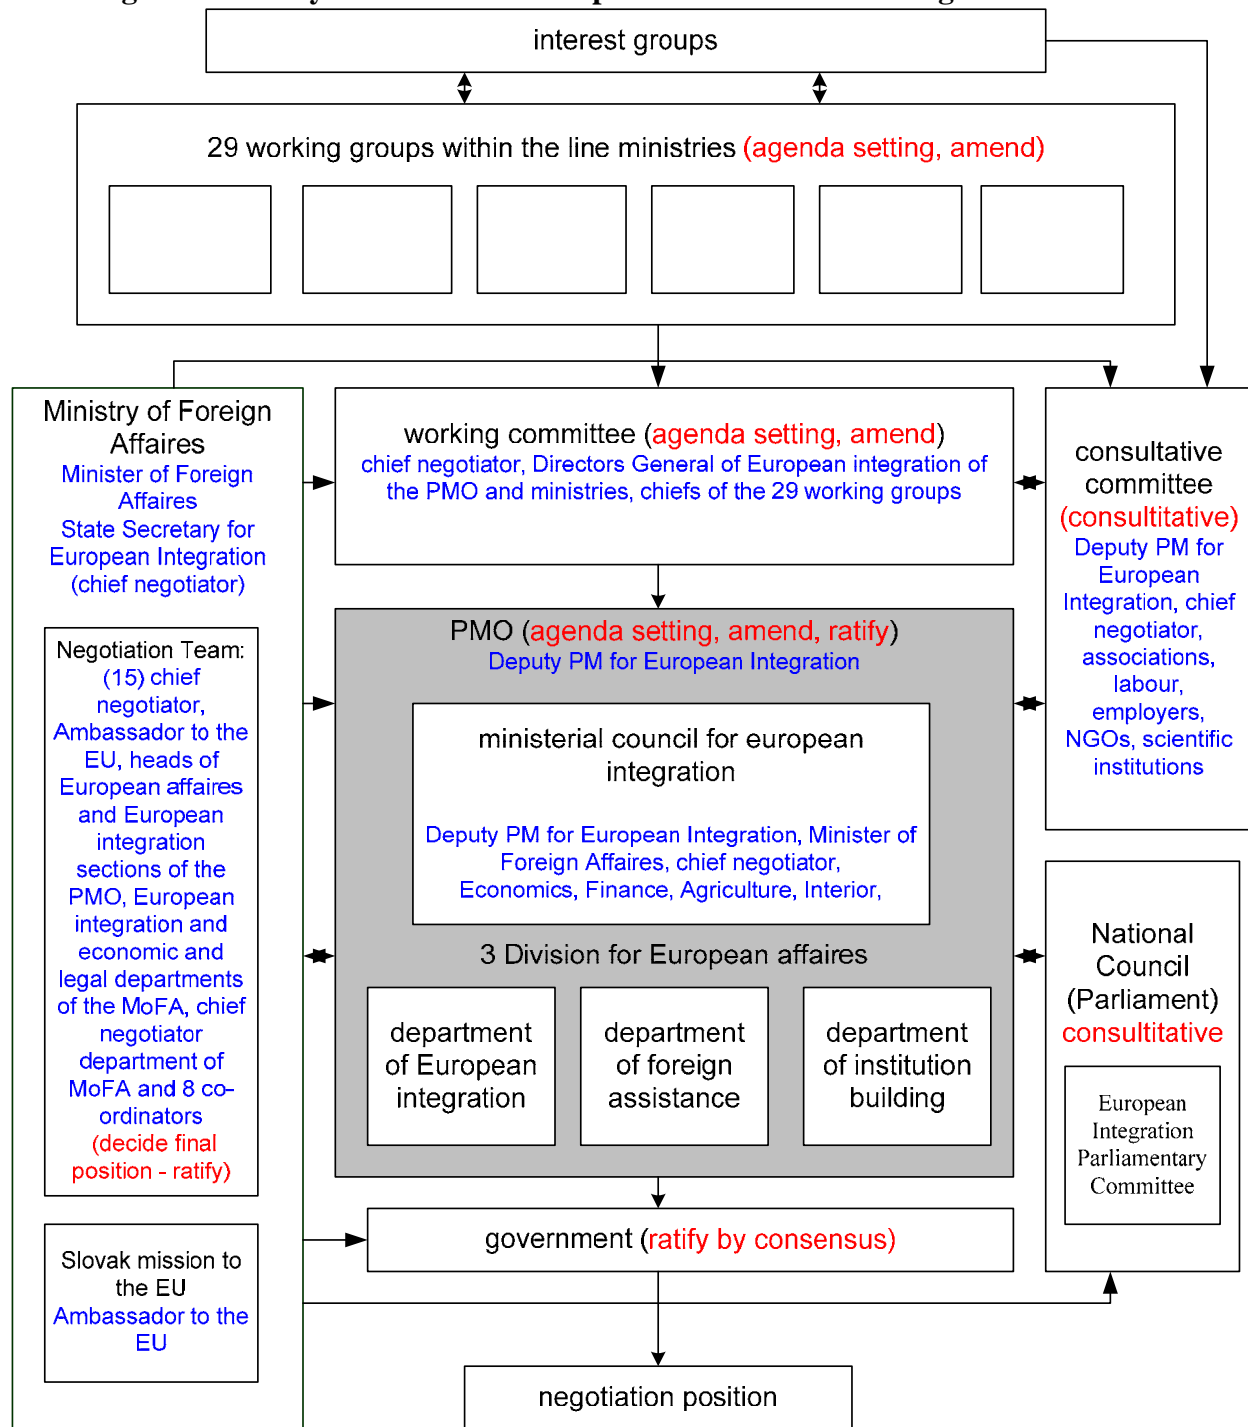 interest groups
29 working groups within the line ministries (agenda setting, amend)
Ministry of Foreign
Affaires
Minister of Foreign
Affaires
State Secretary for
European Integration
(chief negotiator)
Negotiation Team:
(15) chief
negotiator,
Ambassador to the
EU, heads of
European affaires
and European
integration
sections of the
PMO, European
integration and
economic and
legal departments
of the MoFA, chief
negotiator
department of
MoFA and 8 co-
ordinators
(decide final
position - ratify)
Slovak mission to
the EU
Ambassador to the
EU
working committee (agenda setting, amend)
chief negotiator, Directors General of European integration of
the PMO and ministries, chiefs of the 29 working groups
PMO (agenda setting, amend, ratify)
Deputy PM for European Integration
ministerial council for european
integration
Deputy PM for European Integration, Minister of
Foreign Affaires, chief negotiator,
Economics, Finance, Agriculture, Interior,
3 Division for European affaires
department
of European
integration
department
of foreign
assistance
department
of institution
building
government (ratify by consensus)
negotiation position
consultative
committee
(consultitative)
Deputy PM for
European
Integration, chief
negotiator,
associations,
labour,
employers,
NGOs, scientific
institutions
National
Council
(Parliament)
consultitative
European
Integration
Parliamentary
Committee